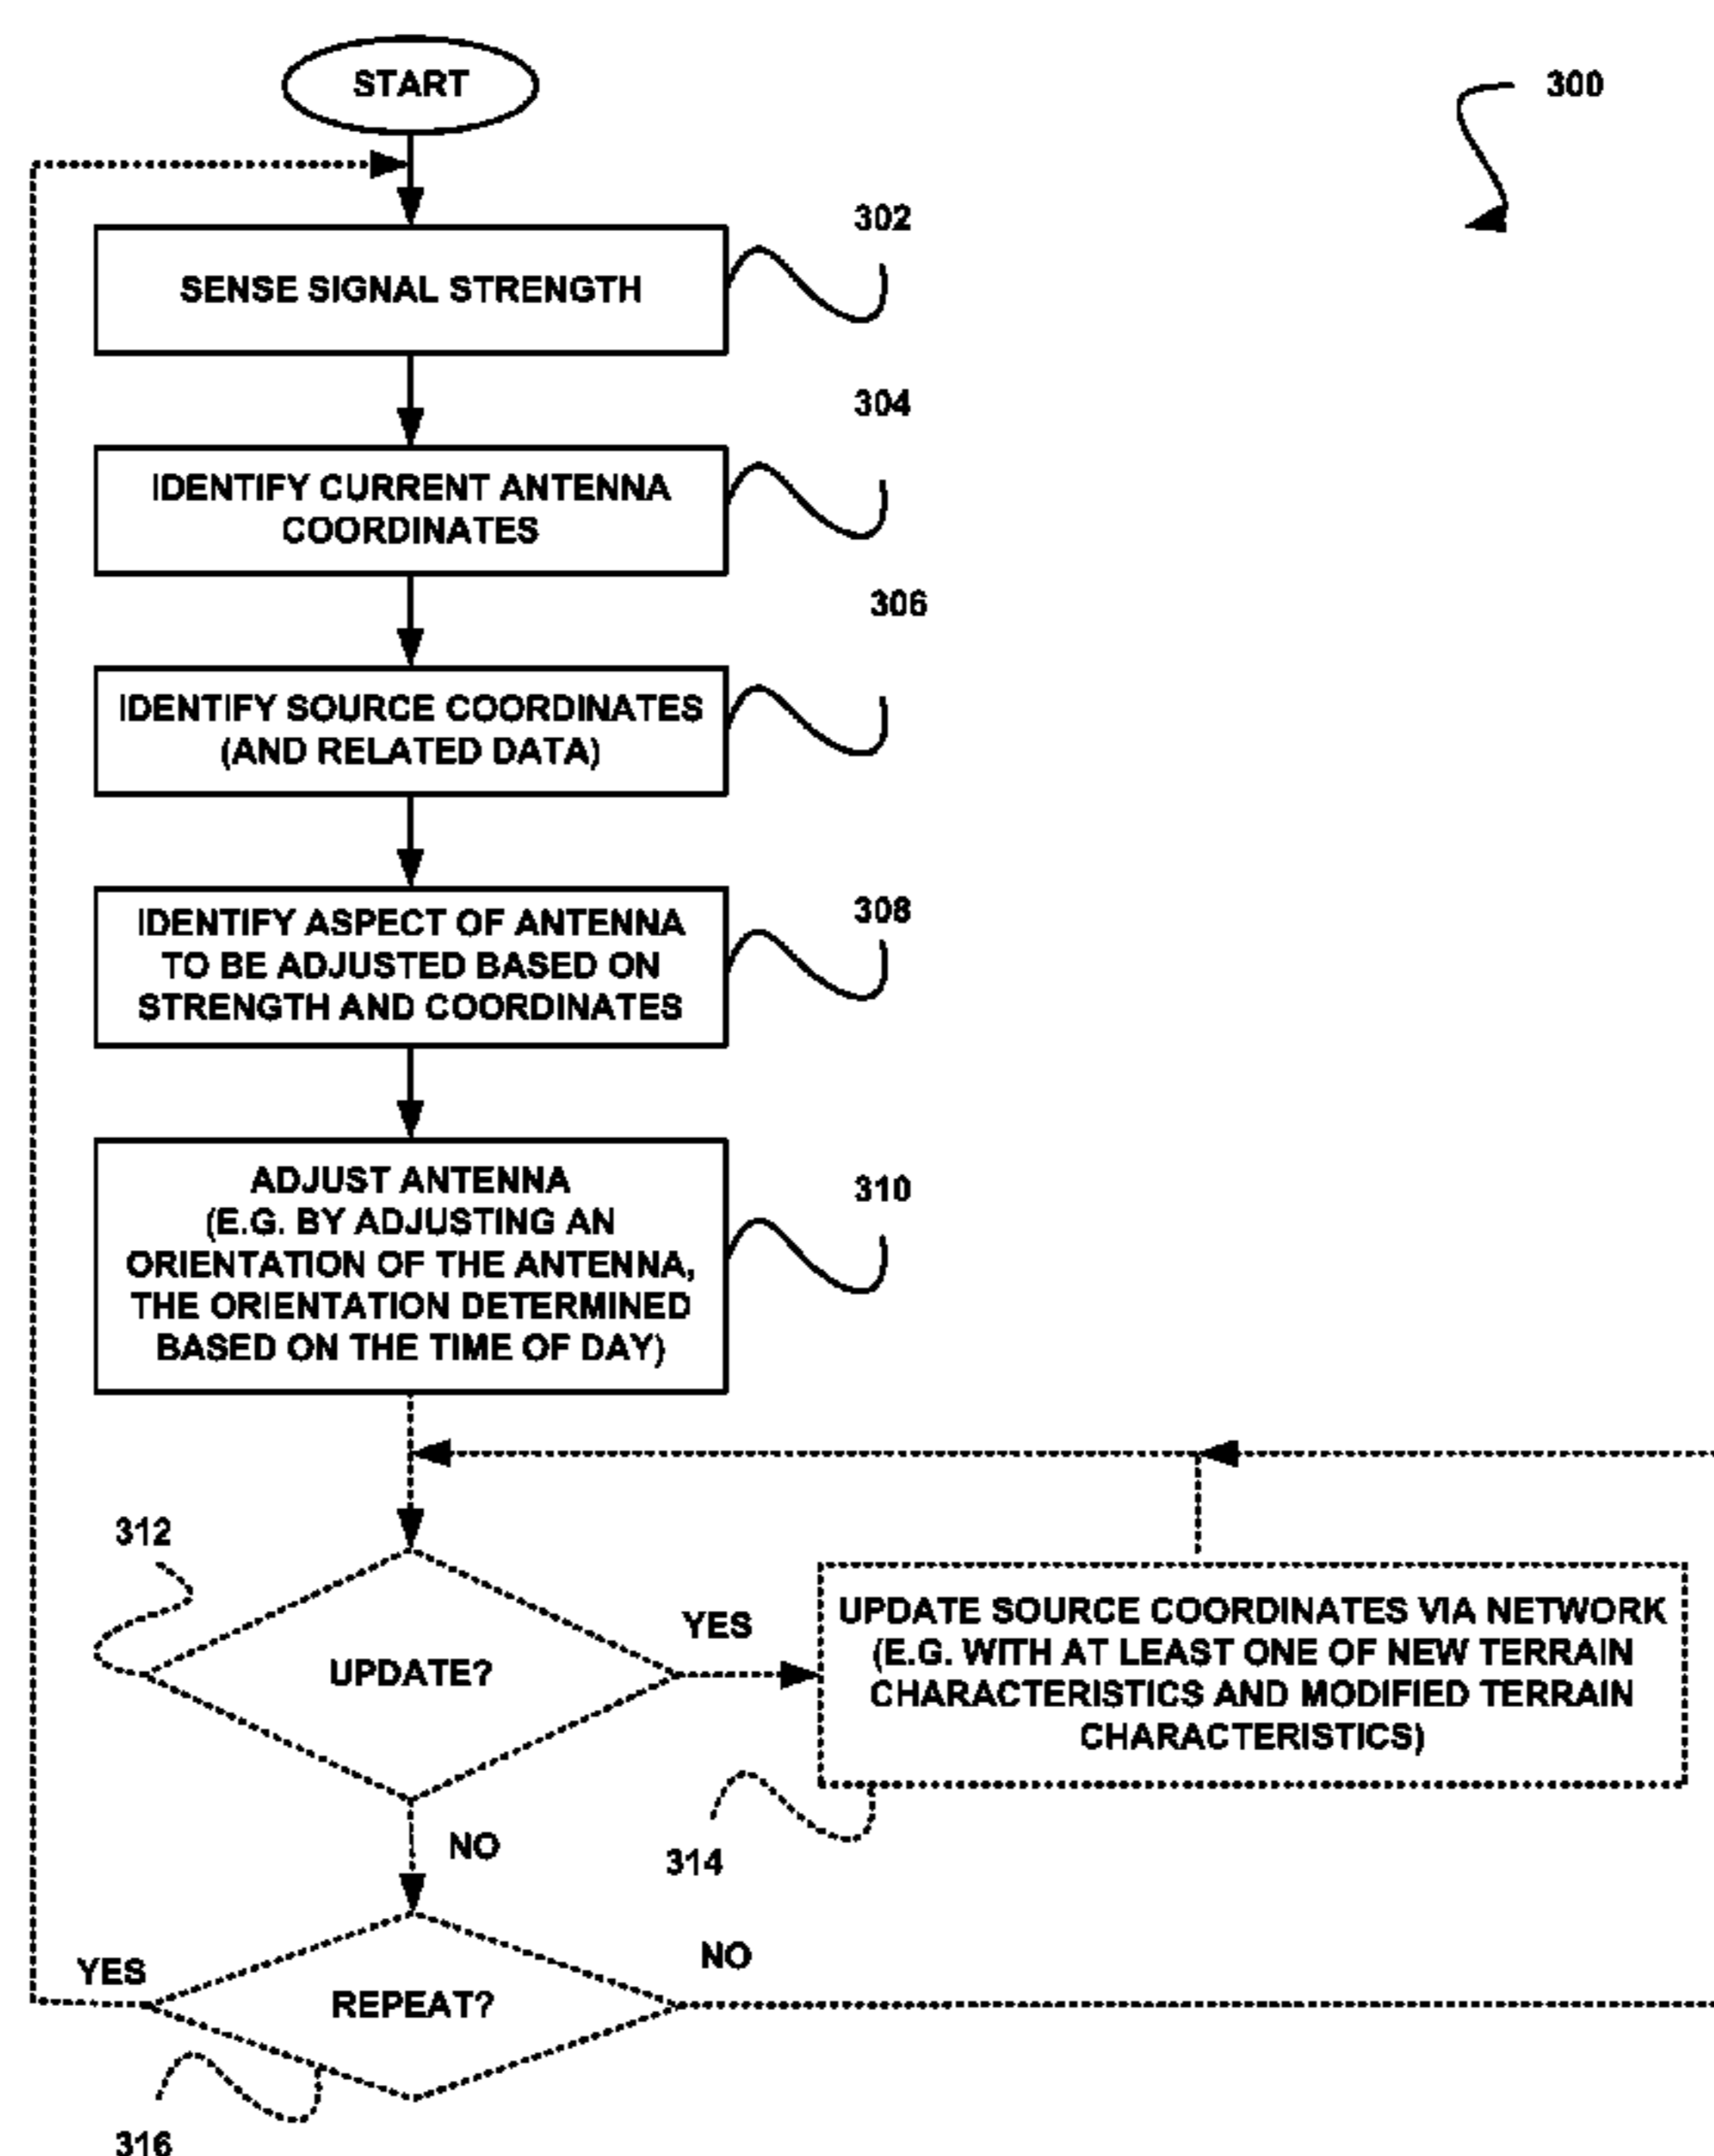 START
300
302
SENSE SIGNAL STRENGTH
304
IDENTIFY CURRENT ANTENNA
COORDINATES
306
IDENTIFY SOURCE COORDINATES
(AND RELATED DATA)
308
IDENTIFY ASPECT OF ANTENNA
TO BE ADJUSTED BASED ON
STRENGTH AND COORDINATES
310
ADJUST ANTENNA
(E.G. BY ADJUSTING AN
ORIENTATION OF THE ANTENNA,
THE ORIENTATION DETERMINED
BASED ON THE TIME OF DAY)
312
UPDATE?
YES
UPDATE SOURCE COORDINATES VIA NETWORK
(E.G. WITH AT LEAST ONE OF NEW TERRAIN
CHARACTERISTICS AND MODIFIED TERRAIN
CHARACTERISTICS)
314
NO
YES
REPEAT?
NO
316